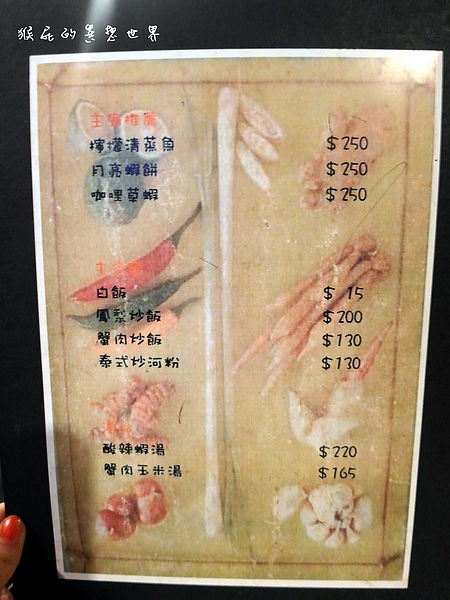 猴屁的異想世界
主廚推薦
檸檬清蒸魚 $250
月亮蝦餅 $250
咖哩草蝦 $250
白飯 $ 15
鳳梨炒飯 $200
蟹肉炒飯 $130
泰式炒河粉 $130
酸辣蝦湯 $220
蟹肉玉米湯 $165